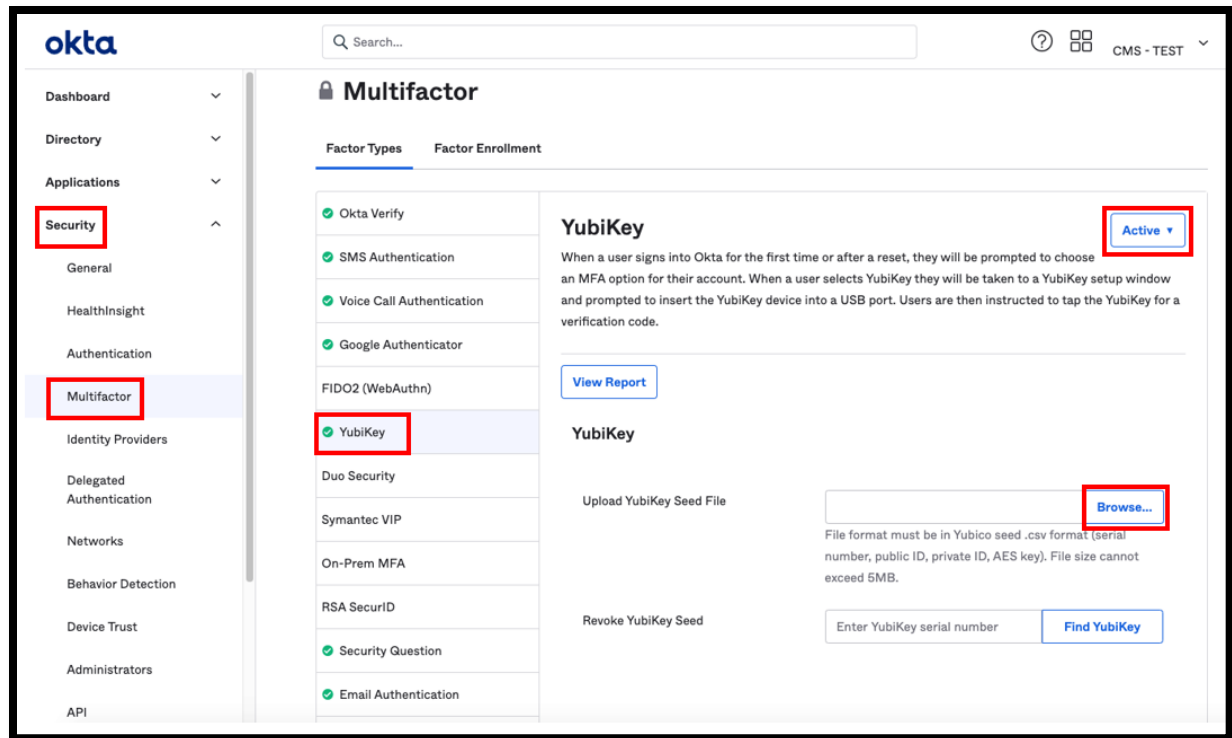 okta
Search...
CMS - TEST
Dashboard
Directory
Applications
Security
General
HealthInsight
Authentication
Multifactor
Identity Providers
Delegated
Authentication
Networks
Behavior Detection
Device Trust
Administrators
API
Multifactor
Factor Types
Factor Enrollment
Okta Verify
SMS Authentication
Voice Call Authentication
Google Authenticator
FIDO2 (WebAuthn)
YubiKey
Duo Security
Symantec VIP
On-Prem MFA
RSA SecurID
Security Question
Email Authentication
YubiKey
Active
When a user signs into Okta for the first time or after a reset, they will be prompted to choose
an MFA option for their account. When a user selects YubiKey they will be taken to a YubiKey setup window
and prompted to insert the YubiKey device into a USB port. Users are then instructed to tap the YubiKey for a
verification code.
View Report
YubiKey
Upload YubiKey Seed File
Browse...
File format must be in Yubico seed .csv format (serial
number, public ID, private ID, AES key). File size cannot
exceed 5MB.
Revoke YubiKey Seed
Enter YubiKey serial number
Find YubiKey